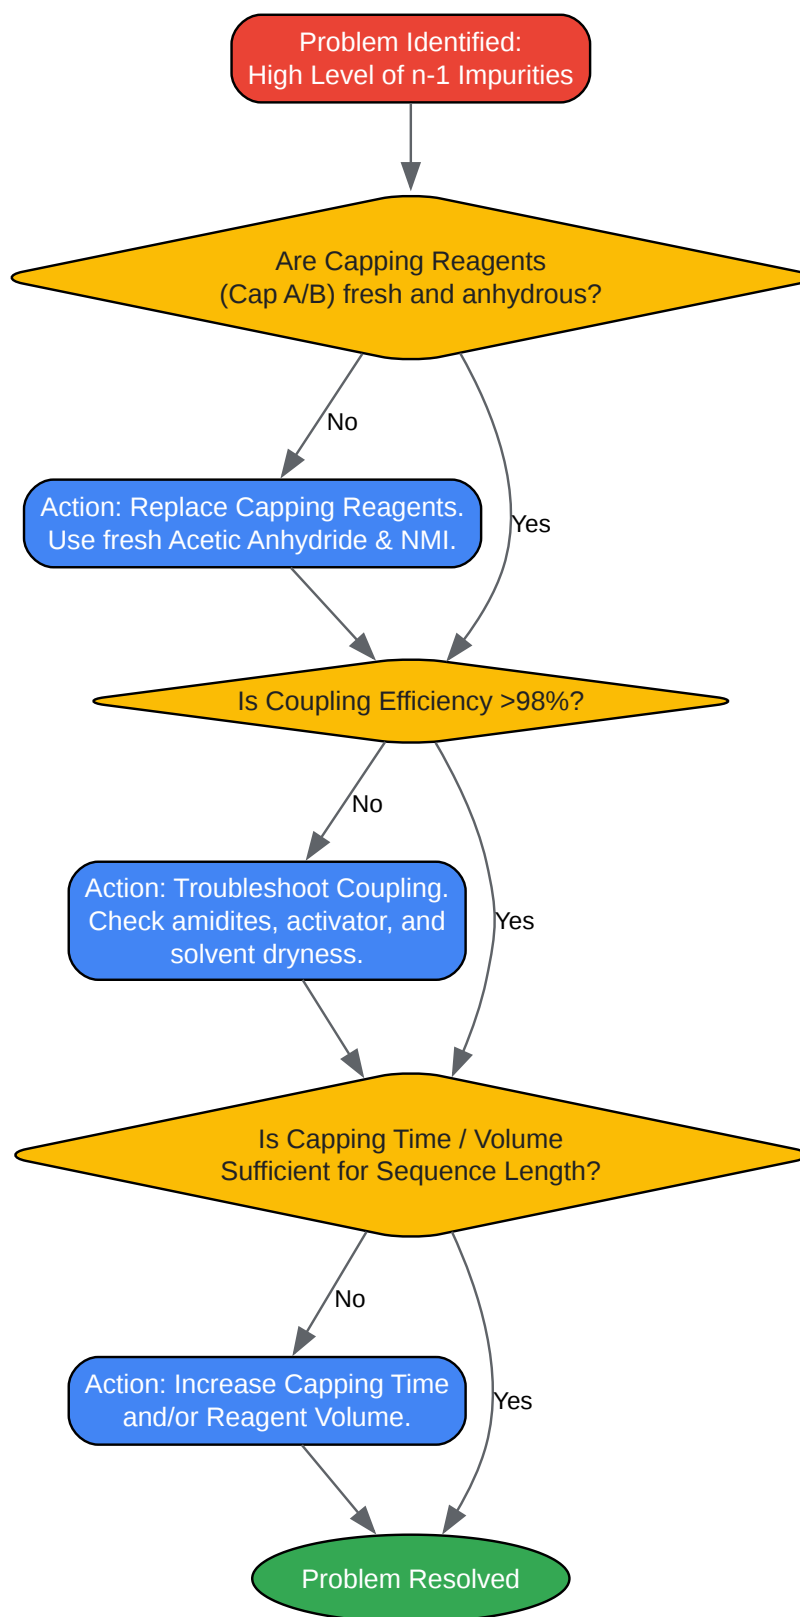 Problem Identified:
High Level of n-1 Impurities
Are Capping Reagents
(Cap A/B) fresh and anhydrous?
No
Action: Replace Capping Reagents.
Use fresh Acetic Anhydride & NMI.
Yes
Is Coupling Efficiency >98%?
No
Action: Troubleshoot Coupling.
Check amidites, activator, and
solvent dryness.
Yes
Is Capping Time / Volume
Sufficient for Sequence Length?
No
Action: Increase Capping Time
and/or Reagent Volume.
Yes
Problem Resolved